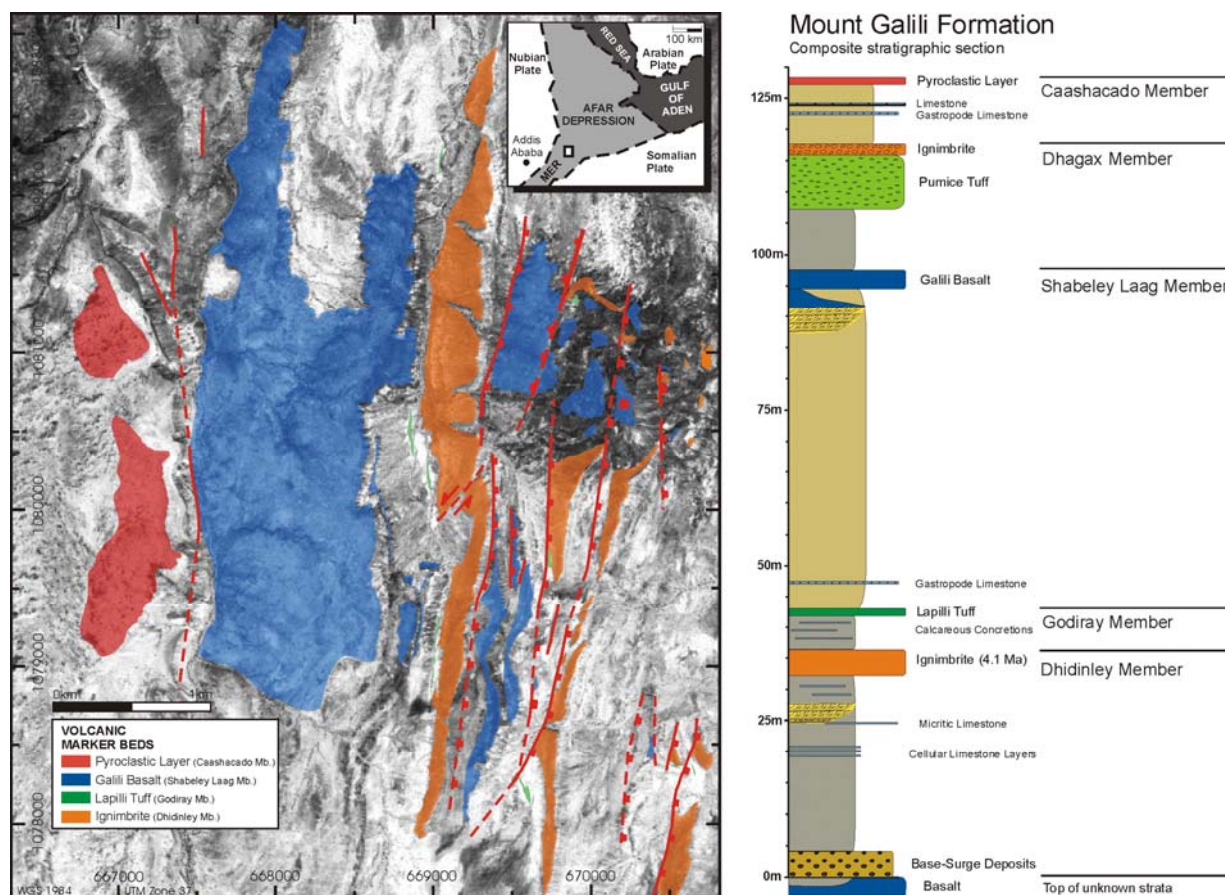 100 km
Nubian
Plate
RED SEA
Arabian
Plate
GULF
OF
ADEN
AFAR
DEPRESSION
Addis
Ababa
MER
Somalian
Plate
1081000
1080000
1079000
1078000
0km
1km
VOLCANIC
MARKER BEDS
Pyroclastic Layer (Caashacado Mb.)
Galili Basalt (Shabeley Laag Mb.)
Lapilli Tuff (Godiray Mb.)
Ignimbrite (Dhidinley Mb.)
667000
668000
669000
670000
WGS 1984
UTM Zone 37
Mount Galili Formation
Composite stratigraphic section
Pyroclastic Layer
Caashacado Member
125m
Limestone
Gastropode Limestone
Ignimbrite
Dhagax Member
Pumice Tuff
100m
Galili Basalt
Shabeley Laag Member
75m
50m
Gastropode Limestone
Lapilli Tuff
Godiray Member
Calcareous Concretions
Ignimbrite (4.1 Ma)
Dhidinley Member
25m
Micritic Limestone
Cellular Limestone Layers
Base-Surge Deposits
0m
Basalt
Top of unknown strata